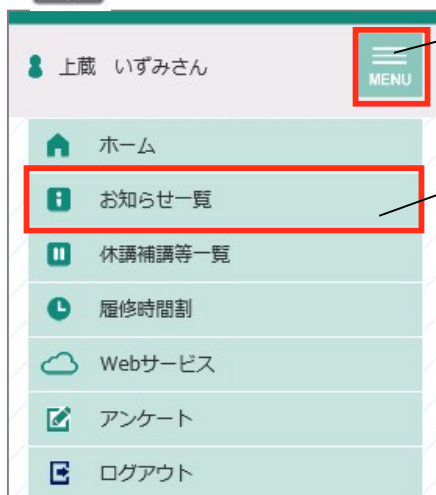 上蔵　いずみさん
MENU
ホーム
お知らせ一覧
休講補講等一覧
履修時間割
Webサービス
アンケート
ログアウト